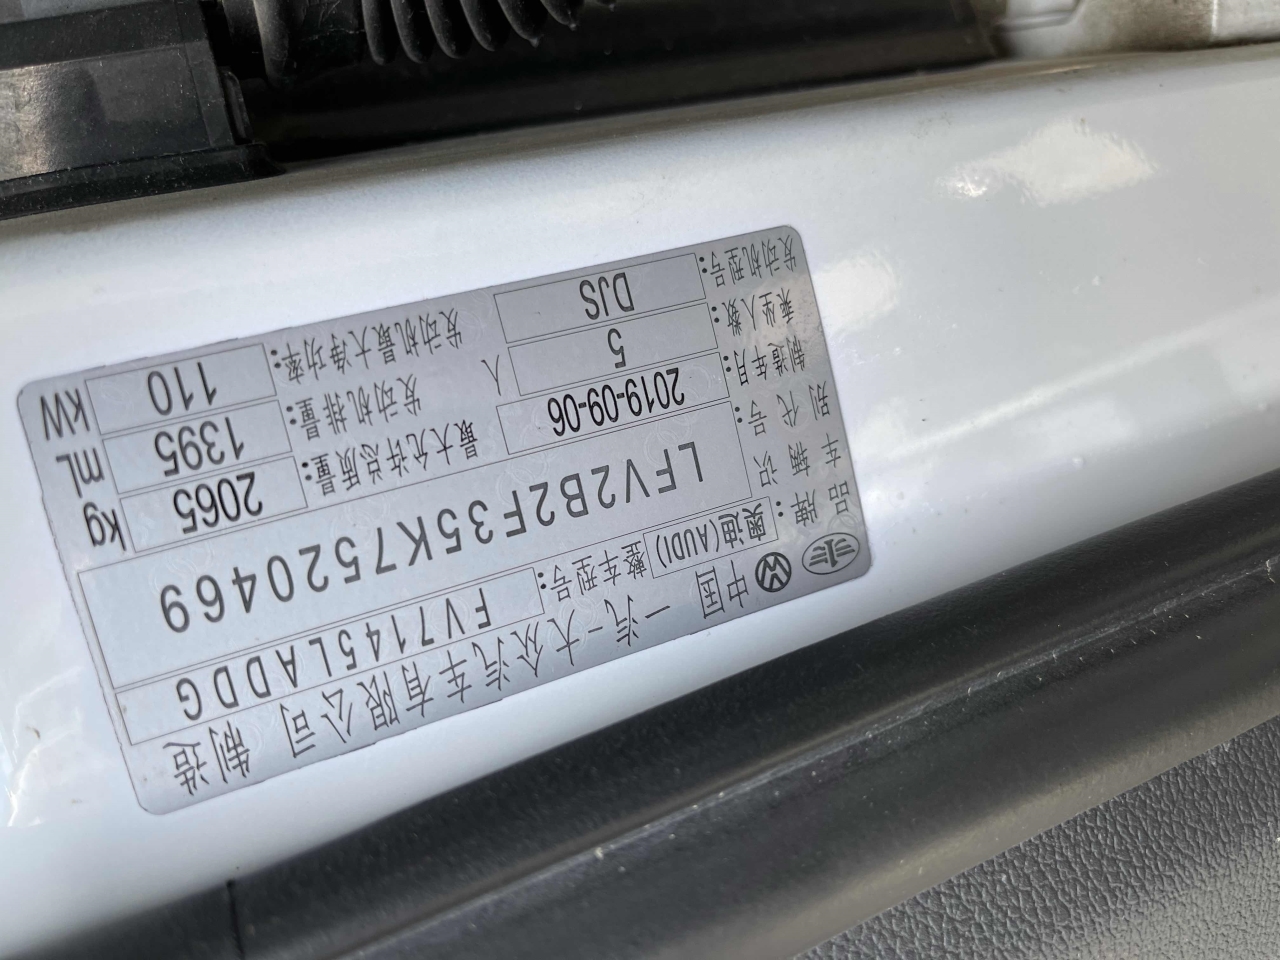 中国 一汽-大众汽车有限公司 制造
品牌: 奥迪(AUDI) 整车型号: FV7145LADDG
车辆识别代号: LFV2B2F35K7520469
制造年月: 2019-09-06 最大允许总质量: 2065 kg
乘坐人数: 5 人 发动机排量: 1395 mL
发动机型号: DJS 发动机最大净功率: 110 kW